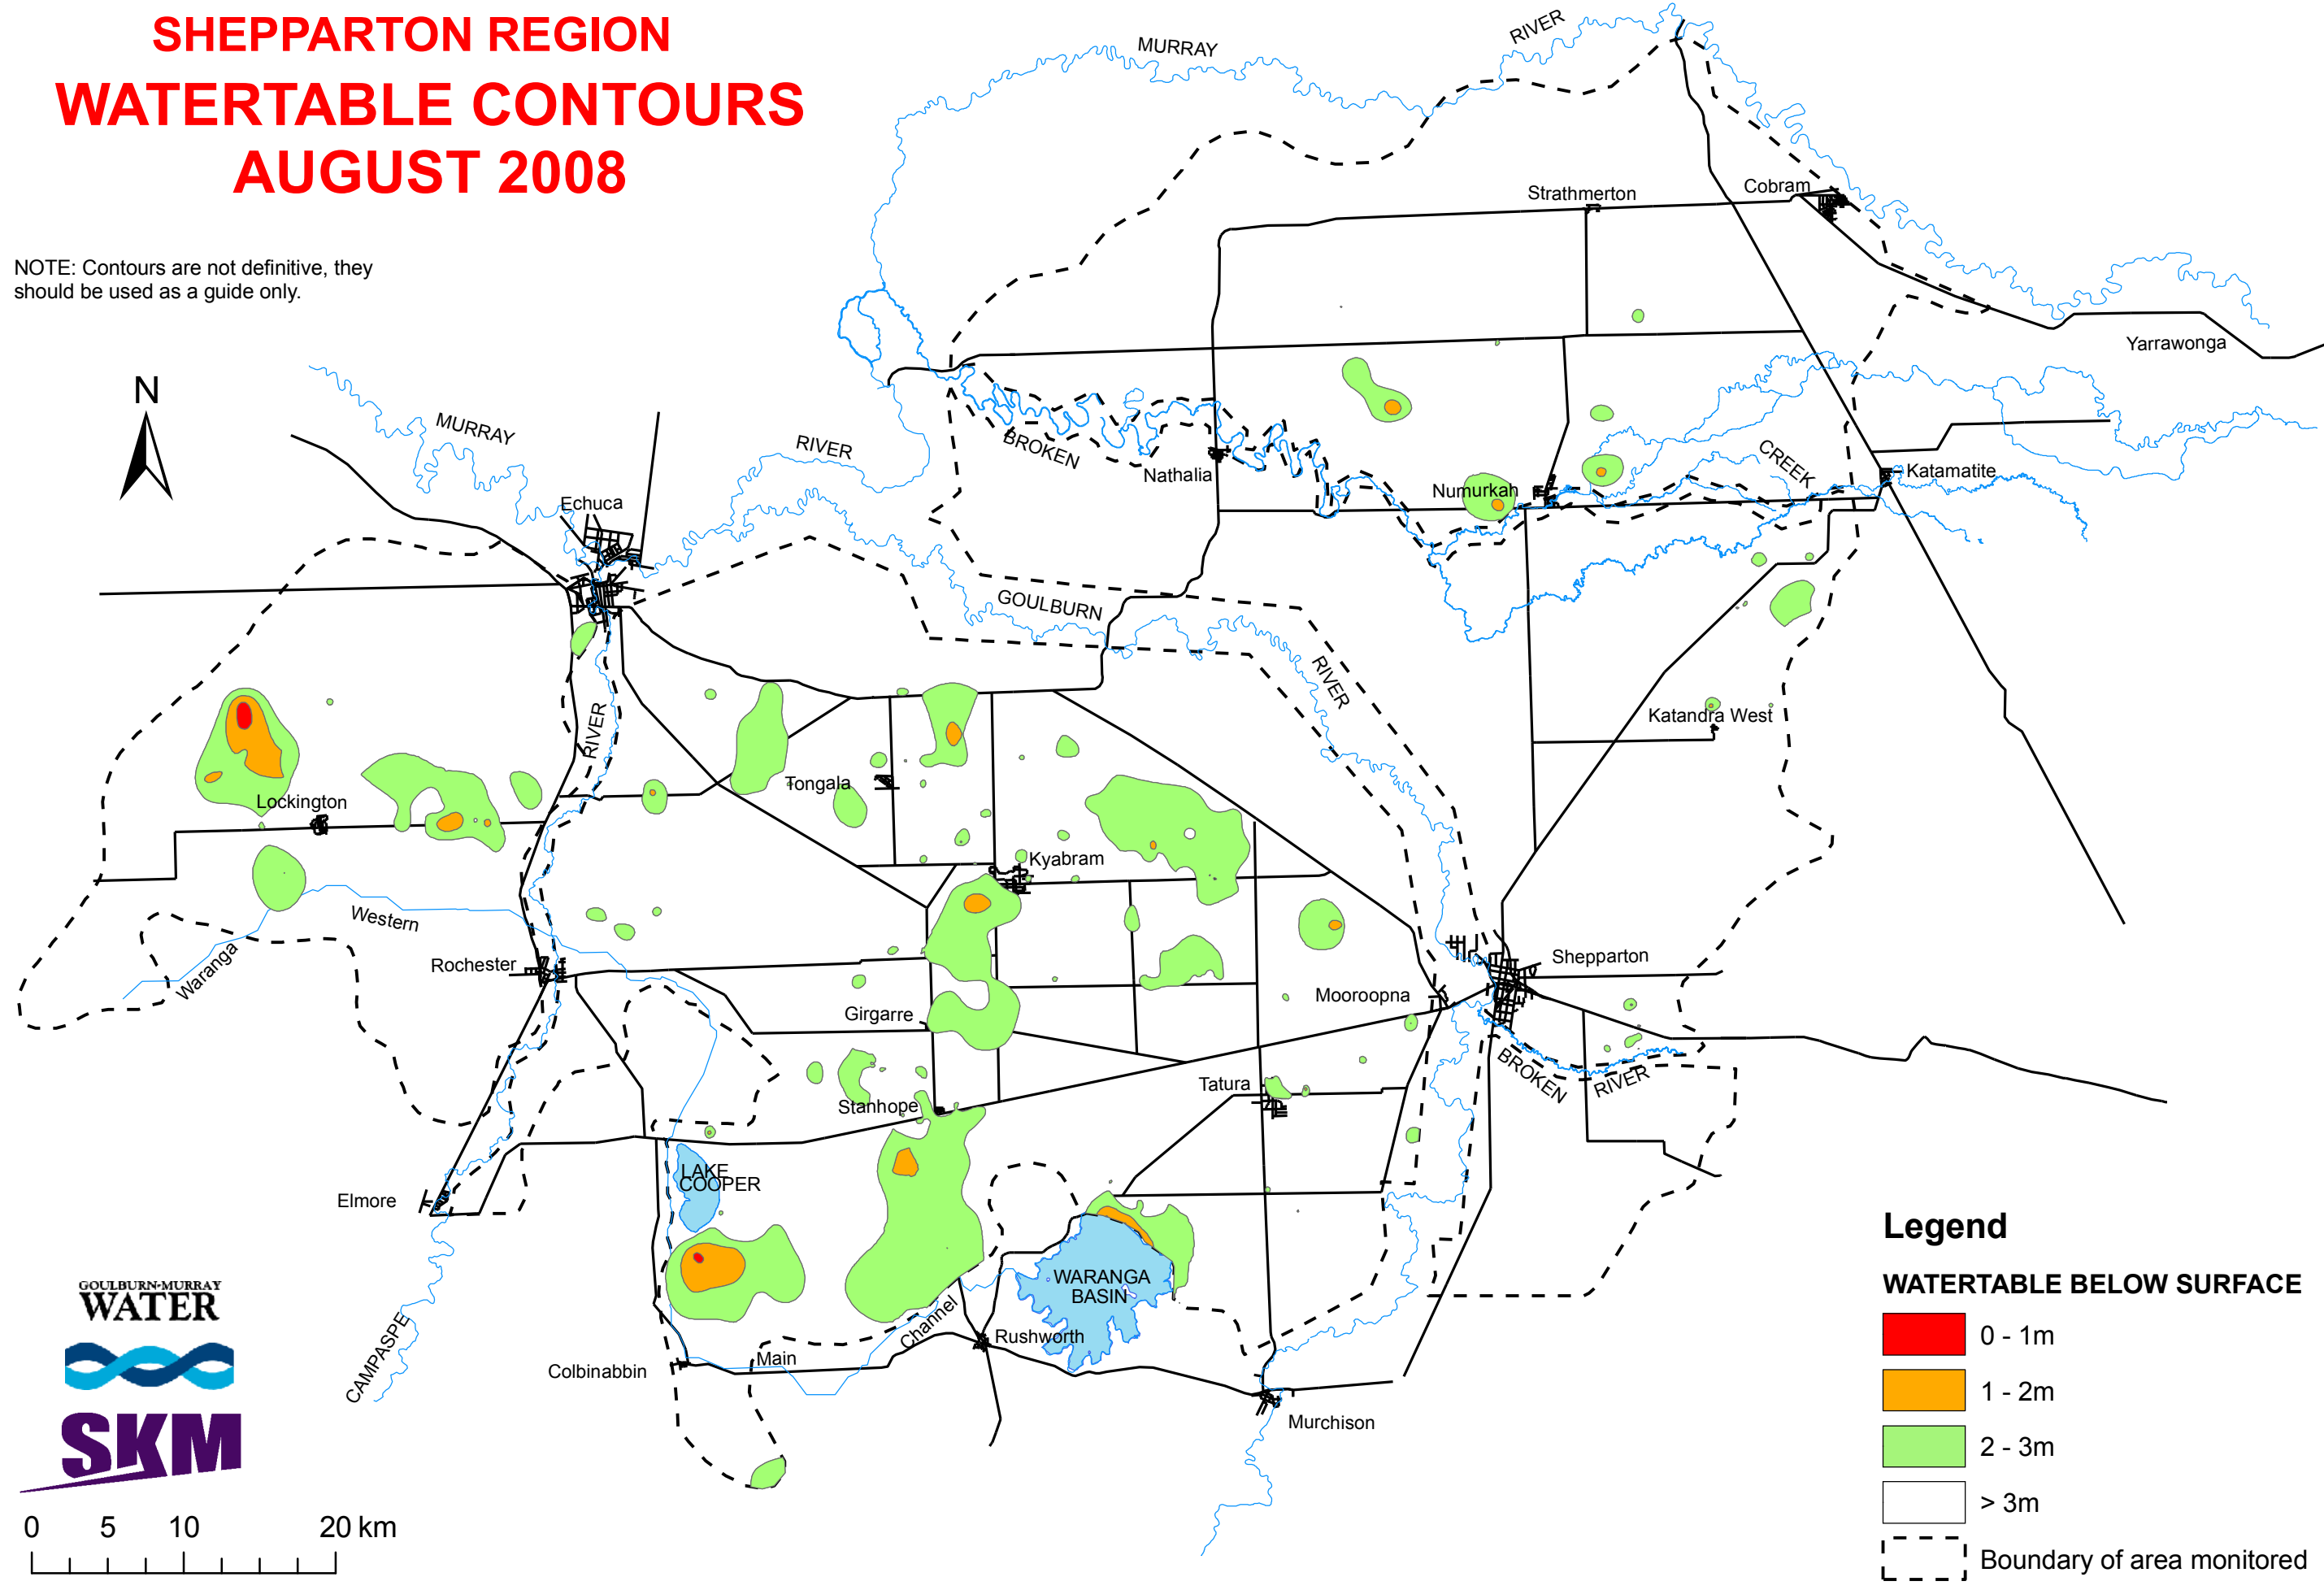 SHEPPARTON REGION
WATERTABLE CONTOURS
AUGUST 2008
NOTE: Contours are not definitive, they
should be used as a guide only.
N
MURRAY
RIVER
Strathmerton
Cobram
Yarrawonga
MURRAY
RIVER
BROKEN
Nathalia
Numurkah
CREEK
Katamatite
Echuca
GOULBURN
RIVER
RIVER
Katandra West
Tongala
Lockington
Kyabram
Western
Waranga
Rochester
Girgarre
Shepparton
Mooroopna
BROKEN
RIVER
Tatura
Stanhope
LAKE
COOPER
Elmore
WARANGA
BASIN
CAMPASPE
Channel
Rushworth
Main
Colbinabbin
Murchison
GOULBURN-MURRAY
WATER
SKM
0 5 10 20 km
Legend
WATERTABLE BELOW SURFACE
0 - 1m
1 - 2m
2 - 3m
> 3m
Boundary of area monitored